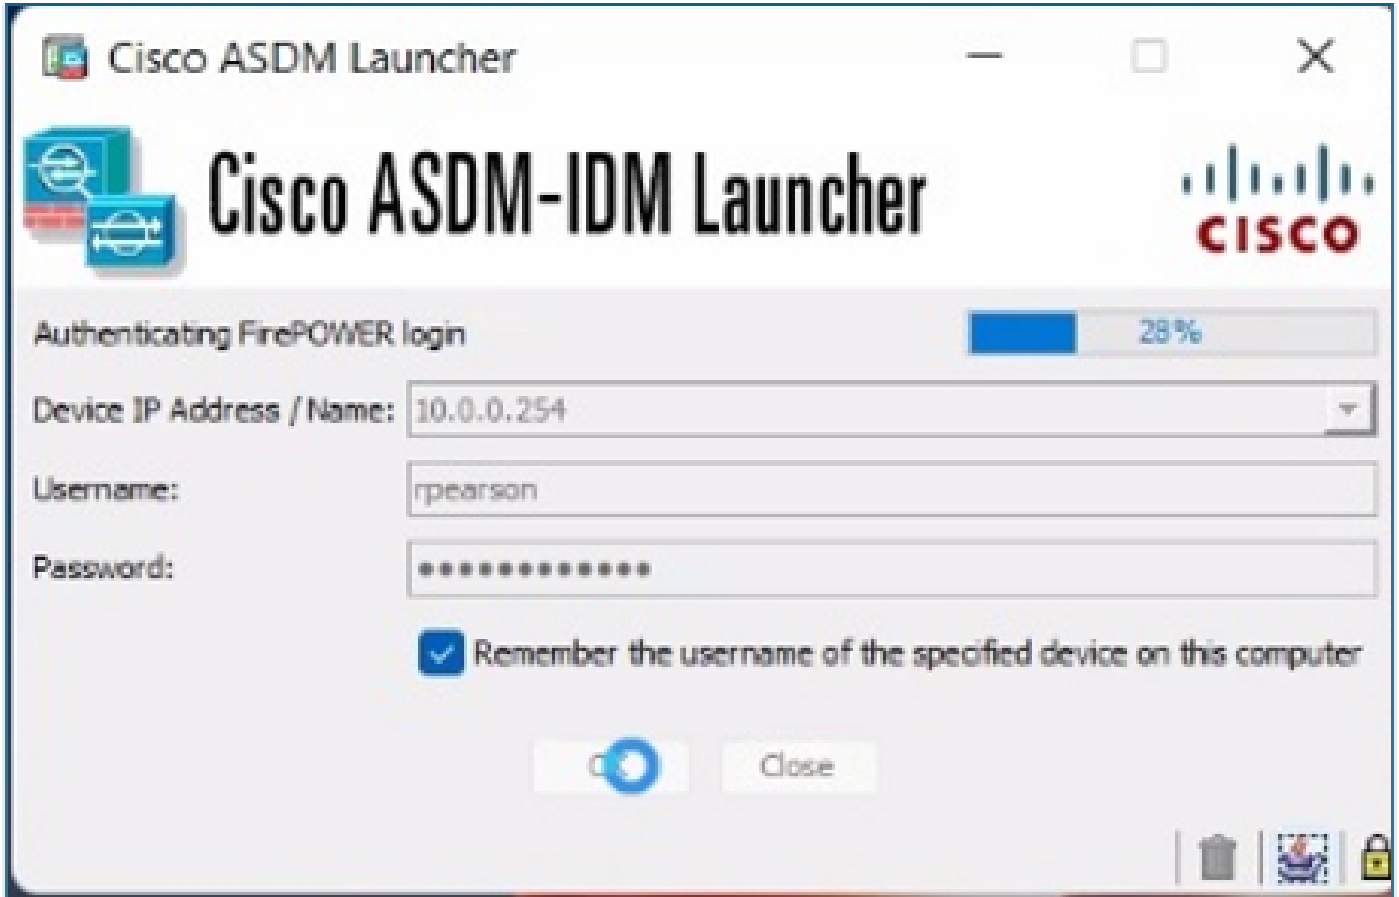 Cisco ASDM Launcher
Cisco ASDM-IDM Launcher
CISCO
Authenticating FirePOWER login 28%
Device IP Address / Name: 10.0.0.254
Username: rpearson
Password: ••••••••••••
Remember the username of the specified device on this computer
Close